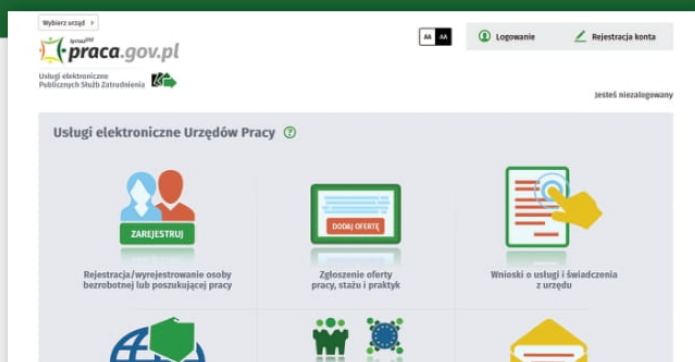 Wybierz urząd
AA AA
Logowanie
Rejestracja konta
praca.gov.pl
Usługi elektroniczne
Publicznych Służb Zatrudnienia
Jesteś niezalogowany
Usługi elektroniczne Urzędów Pracy ?
ZAREJESTRUJ
DODAJ OFERTĘ
Rejestracja/wyrejestrowanie osoby
bezrobotnej lub poszukującej pracy
Zgłoszenie oferty
pracy, stażu i praktyk
Wnioski o usługi i świadczenia
z urzędu